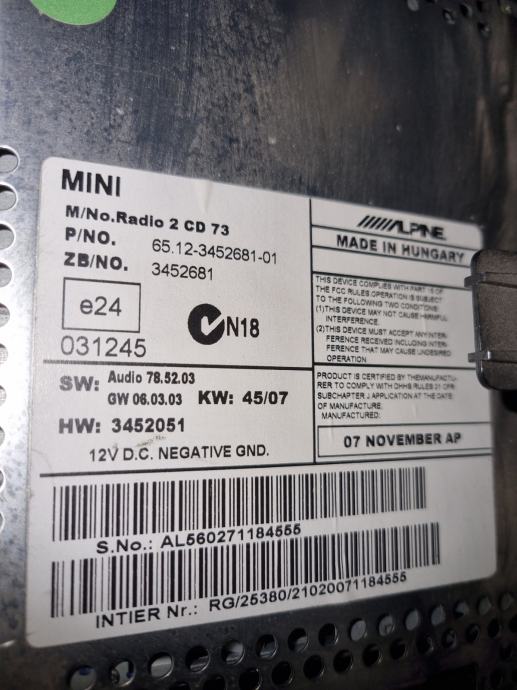 MINI
M/No.Radio 2 CD 73
P/NO. 65.12-3452681-01
ZB/NO. 3452681
e24
031245
N18
SW: Audio 78.52.03
GW 06.03.03 KW: 45/07
HW: 3452051
12V D.C. NEGATIVE GND.
ALPINE
MADE IN HUNGARY
THIS DEVICE COMPLIES WITH PART 15 OF
THE FCC RULES.OPERATION IS SUBJECT
TO THE FOLLOWING TWO CONDITIONS:
(1)THIS DEVICE MAY NOT CAUSE HARMFUL
INTERFERENCE.
(2)THIS DEVICE MUST ACCEPT ANY INTER-
FERENCE RECEIVED INCLUDING INTER-
FERENCE THAT MAY CAUSE UNDESIRED
OPERATION
PRODUCT IS CERTIFIED BY THEMANUFACTU-
RER TO COMPLY WITH DHHS RULES 21 CFR
SUBCHAPTER J APPLICATION AT THE DATE
OF MANUFACTURE.
MANUFACTURED:
07 NOVEMBER AP
S.No.: AL560271184555
INTIER Nr.: RG/25380/21020071184555